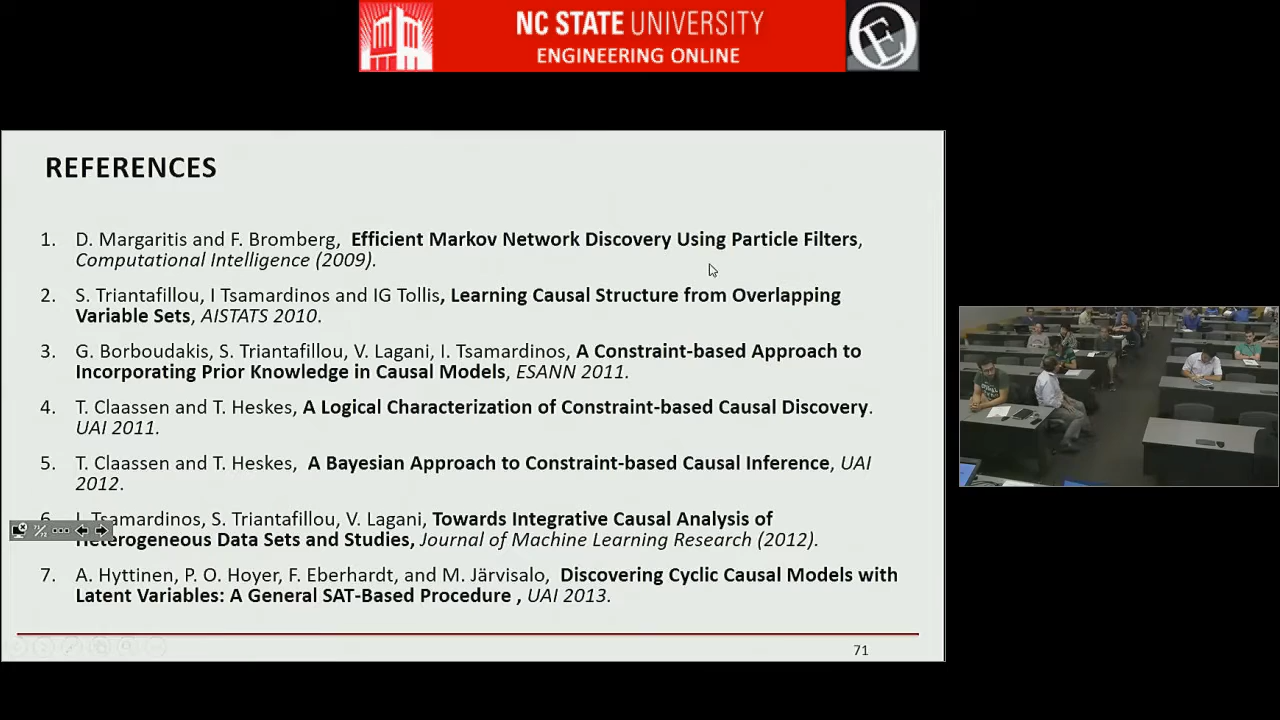 NC STATE UNIVERSITY
ENGINEERING ONLINE
REFERENCES
1. D. Margaritis and F. Bromberg, Efficient Markov Network Discovery Using Particle Filters,
Computational Intelligence (2009).
2. S. Triantafillou, I Tsamardinos and IG Tollis, Learning Causal Structure from Overlapping
Variable Sets, AISTATS 2010.
3. G. Borboudakis, S. Triantafillou, V. Lagani, I. Tsamardinos, A Constraint-based Approach to
Incorporating Prior Knowledge in Causal Models, ESANN 2011.
4. T. Claassen and T. Heskes, A Logical Characterization of Constraint-based Causal Discovery.
UAI 2011.
5. T. Claassen and T. Heskes, A Bayesian Approach to Constraint-based Causal Inference, UAI
2012.
6. I. Tsamardinos, S. Triantafillou, V. Lagani, Towards Integrative Causal Analysis of
Heterogeneous Data Sets and Studies, Journal of Machine Learning Research (2012).
7. A. Hyttinen, P. O. Hoyer, F. Eberhardt, and M. Järvisalo, Discovering Cyclic Causal Models with
Latent Variables: A General SAT-Based Procedure , UAI 2013.
71